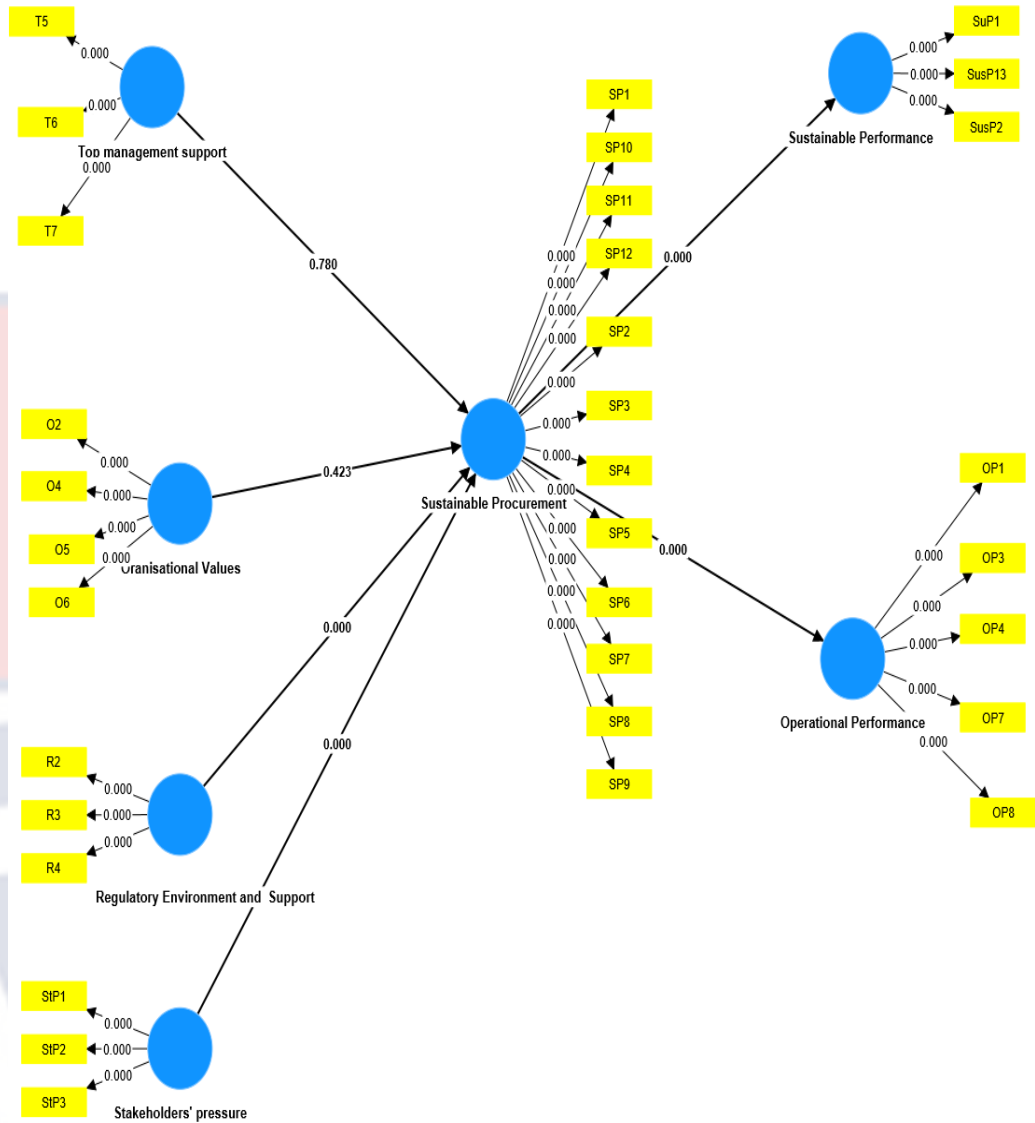 T5
0.000
T6
0.000
Top management support
0.000
T7
0.780
O2
0.000
O4
0.000
O5
0.000
0.000
O6
Oranisational Values
0.423
R2
0.000
R3
0.000
R4
0.000
Regulatory Environment and Support
0.000
StP1
0.000
StP2
0.000
StP3
0.000
Stakeholders' pressure
0.000
Sustainable Procurement
SP1
SP10
SP11
SP12
SP2
SP3
SP4
SP5
SP6
SP7
SP8
SP9
0.000
0.000
0.000
0.000
0.000
0.000
0.000
0.000
0.000
0.000
0.000
0.000
0.000
SuP1
0.000
SusP13
0.000
SusP2
0.000
Sustainable Performance
0.000
OP1
0.000
OP3
0.000
OP4
0.000
OP7
0.000
OP8
0.000
Operational Performance